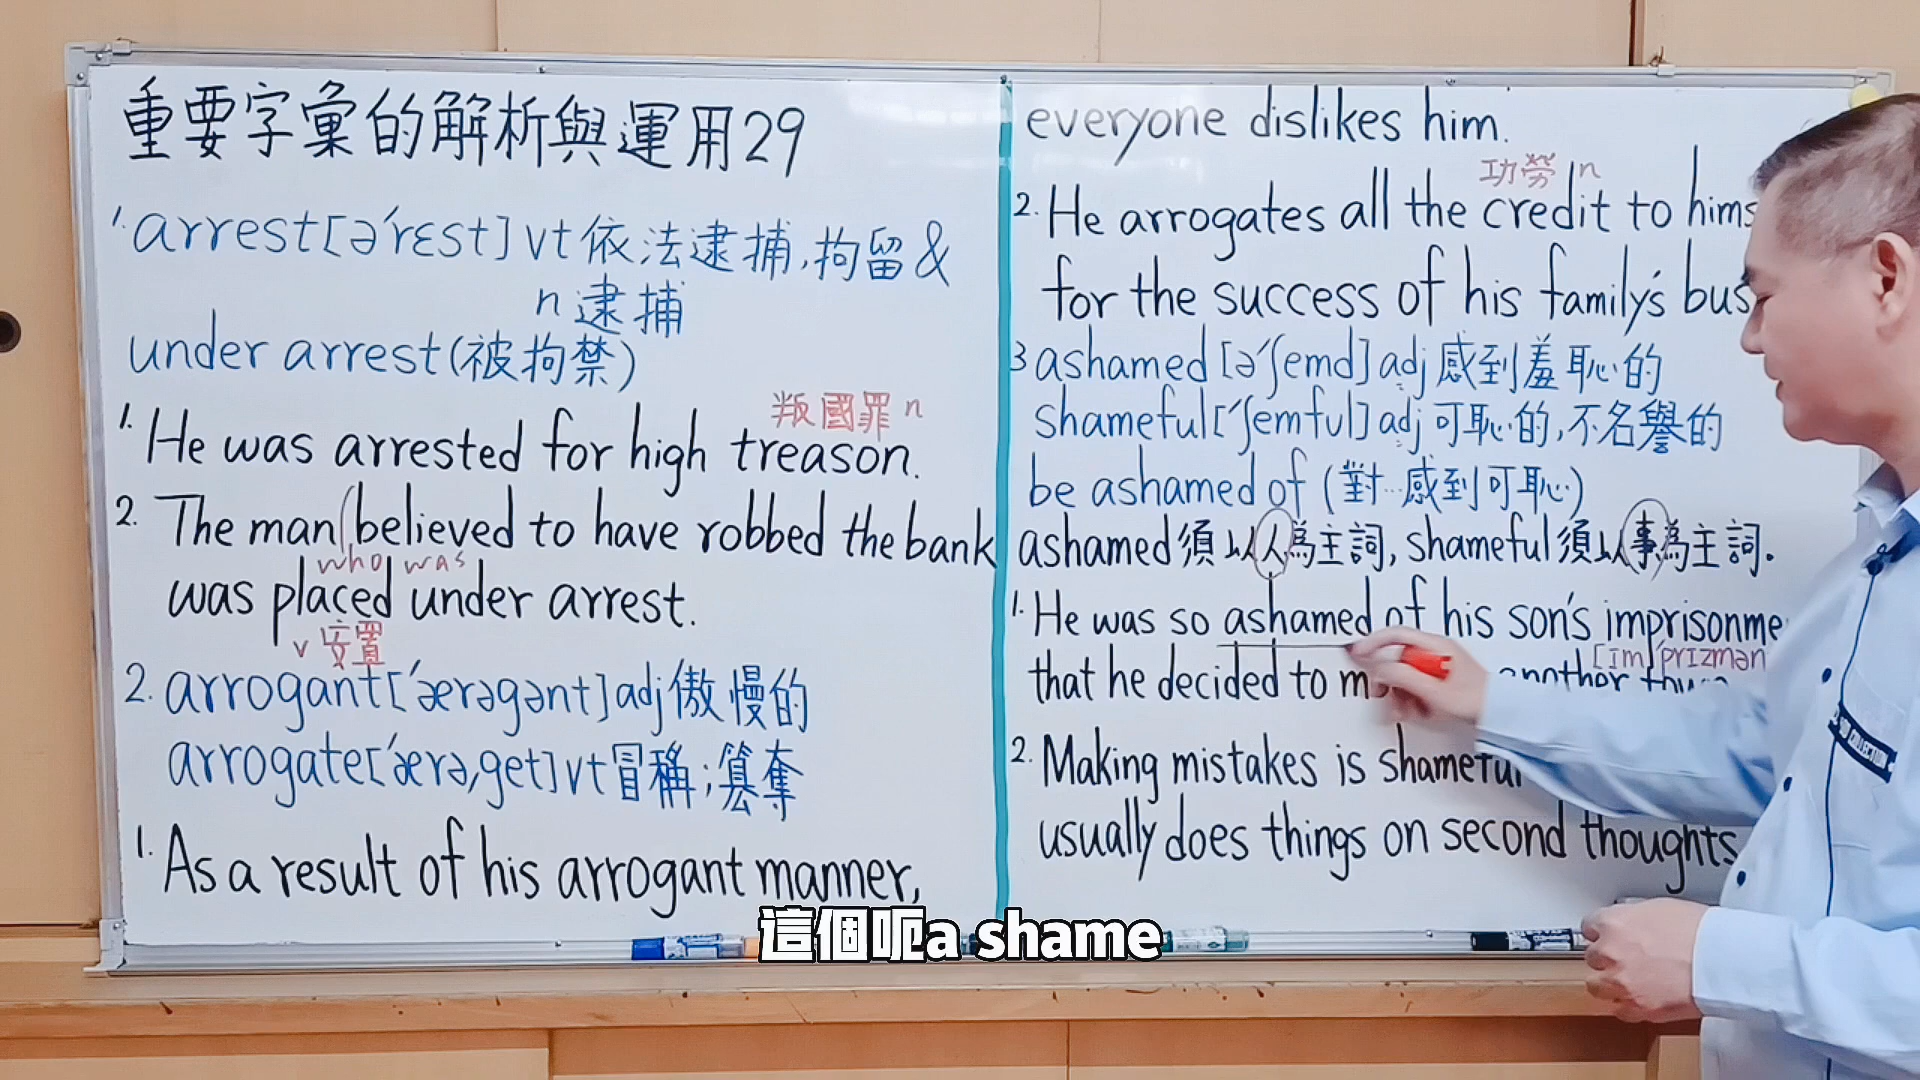 重要字彙的解析與運用29
1. arrest[ə'rɛst] vt 依法逮捕,拘留 &
n 逮捕
under arrest(被拘禁)
叛國罪 n
1. He was arrested for high treason.
2. The man believed to have robbed the bank
who was
was placed under arrest.
v 安置
2. arrogant['ærəgənt] adj 傲慢的
arrogate['ærə,get] vt 冒稱;篡奪
1. As a result of his arrogant manner,
everyone dislikes him.
功勞 n
2. He arrogates all the credit to hims
for the success of his family's bus
3 ashamed [ə'ʃemd] adj 感到羞恥的
shameful['ʃemful] adj 可恥的,不名譽的
be ashamed of (對…感到可恥)
ashamed須以人為主詞, shameful須以事為主詞.
1. He was so ashamed of his son's imprisonme
[ɪm'prɪzmən
that he decided to m another
2. Making mistakes is shameful
usually does things on second thoughts
這個呃a shame